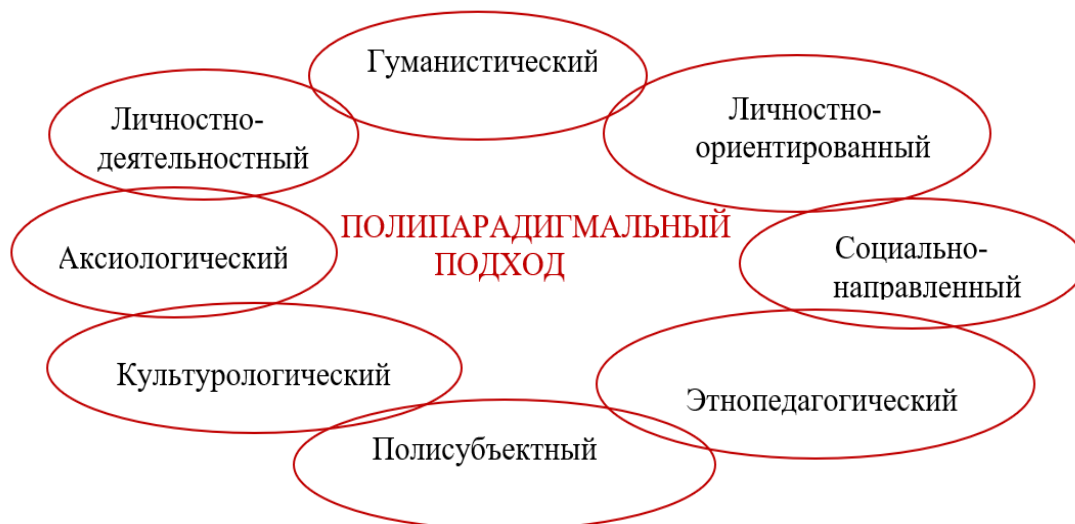 Гуманистический
Личностно-
деятельностный
Личностно-
ориентированный
ПОЛИПАРАДИГМАЛЬНЫЙ
ПОДХОД
Аксиологический
Социально-
направленный
Культурологический
Этнопедагогический
Полисубъектный